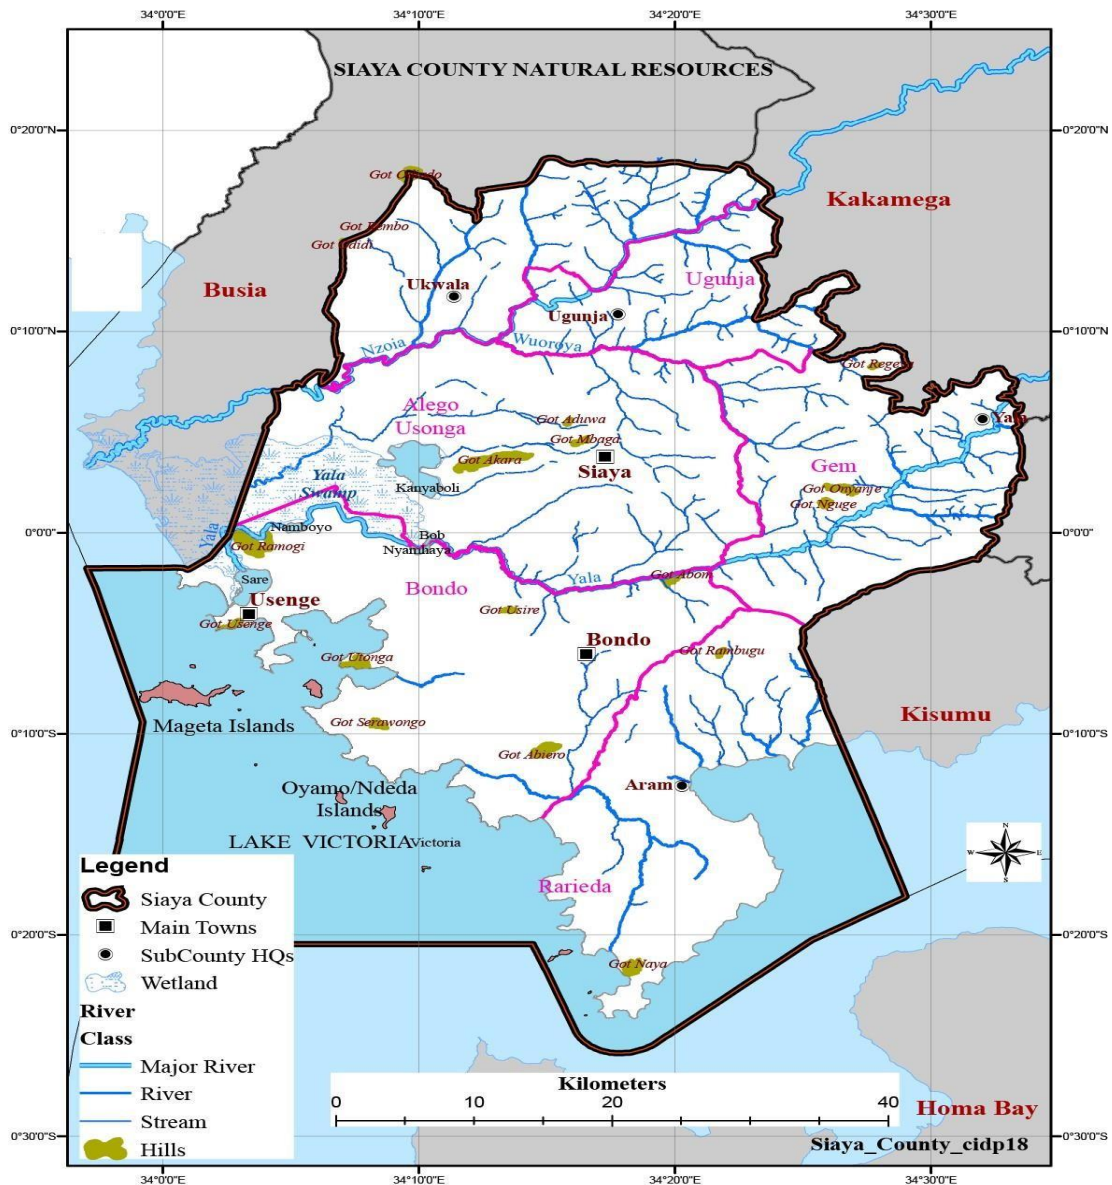 34°0'0"E
34°10'0"E
34°20'0"E
34°30'0"E
SIAYA COUNTY NATURAL RESOURCES
0°20'0"N
0°20'0"N
Kakamega
Got Rembo
Busia
Ukwala
Ugunja
Ugunja
0°10'0"N
0°10'0"N
Nzoia
Wuoroya
Alego
Usonga
Got Aduwa
Got Mbaga
Got Akara
Siaya
Yala
Gem
Kanyaboli
Yala
Swamp
Got Onyanje
Got Nguge
Namboyo
Yala
Bob
Nyamhaya
0°0'0"
0°0'0"
Got Ramogi
Sare
Bondo
Yala
Got Abom
Usenge
Got Usenge
Got Usire
Bondo
Got Rambugu
Got Utonga
Mageta Islands
Got Serawongo
Kisumu
0°10'0"S
0°10'0"S
Got Abiero
Oyamo/Ndeda
Islands
Aram
LAKE VICTORIA
Victoria
N
W
E
S
Rarieda
0°20'0"S
0°20'0"S
Got Naya
Legend
Siaya County
Main Towns
SubCounty HQs
Wetland
River
Class
Major River
River
Stream
Hills
Kilometers
0 10 20 40
Homa Bay
Siaya_County_cidp18
0°30'0"S
0°30'0"S
34°0'0"E
34°10'0"E
34°20'0"E
34°30'0"E